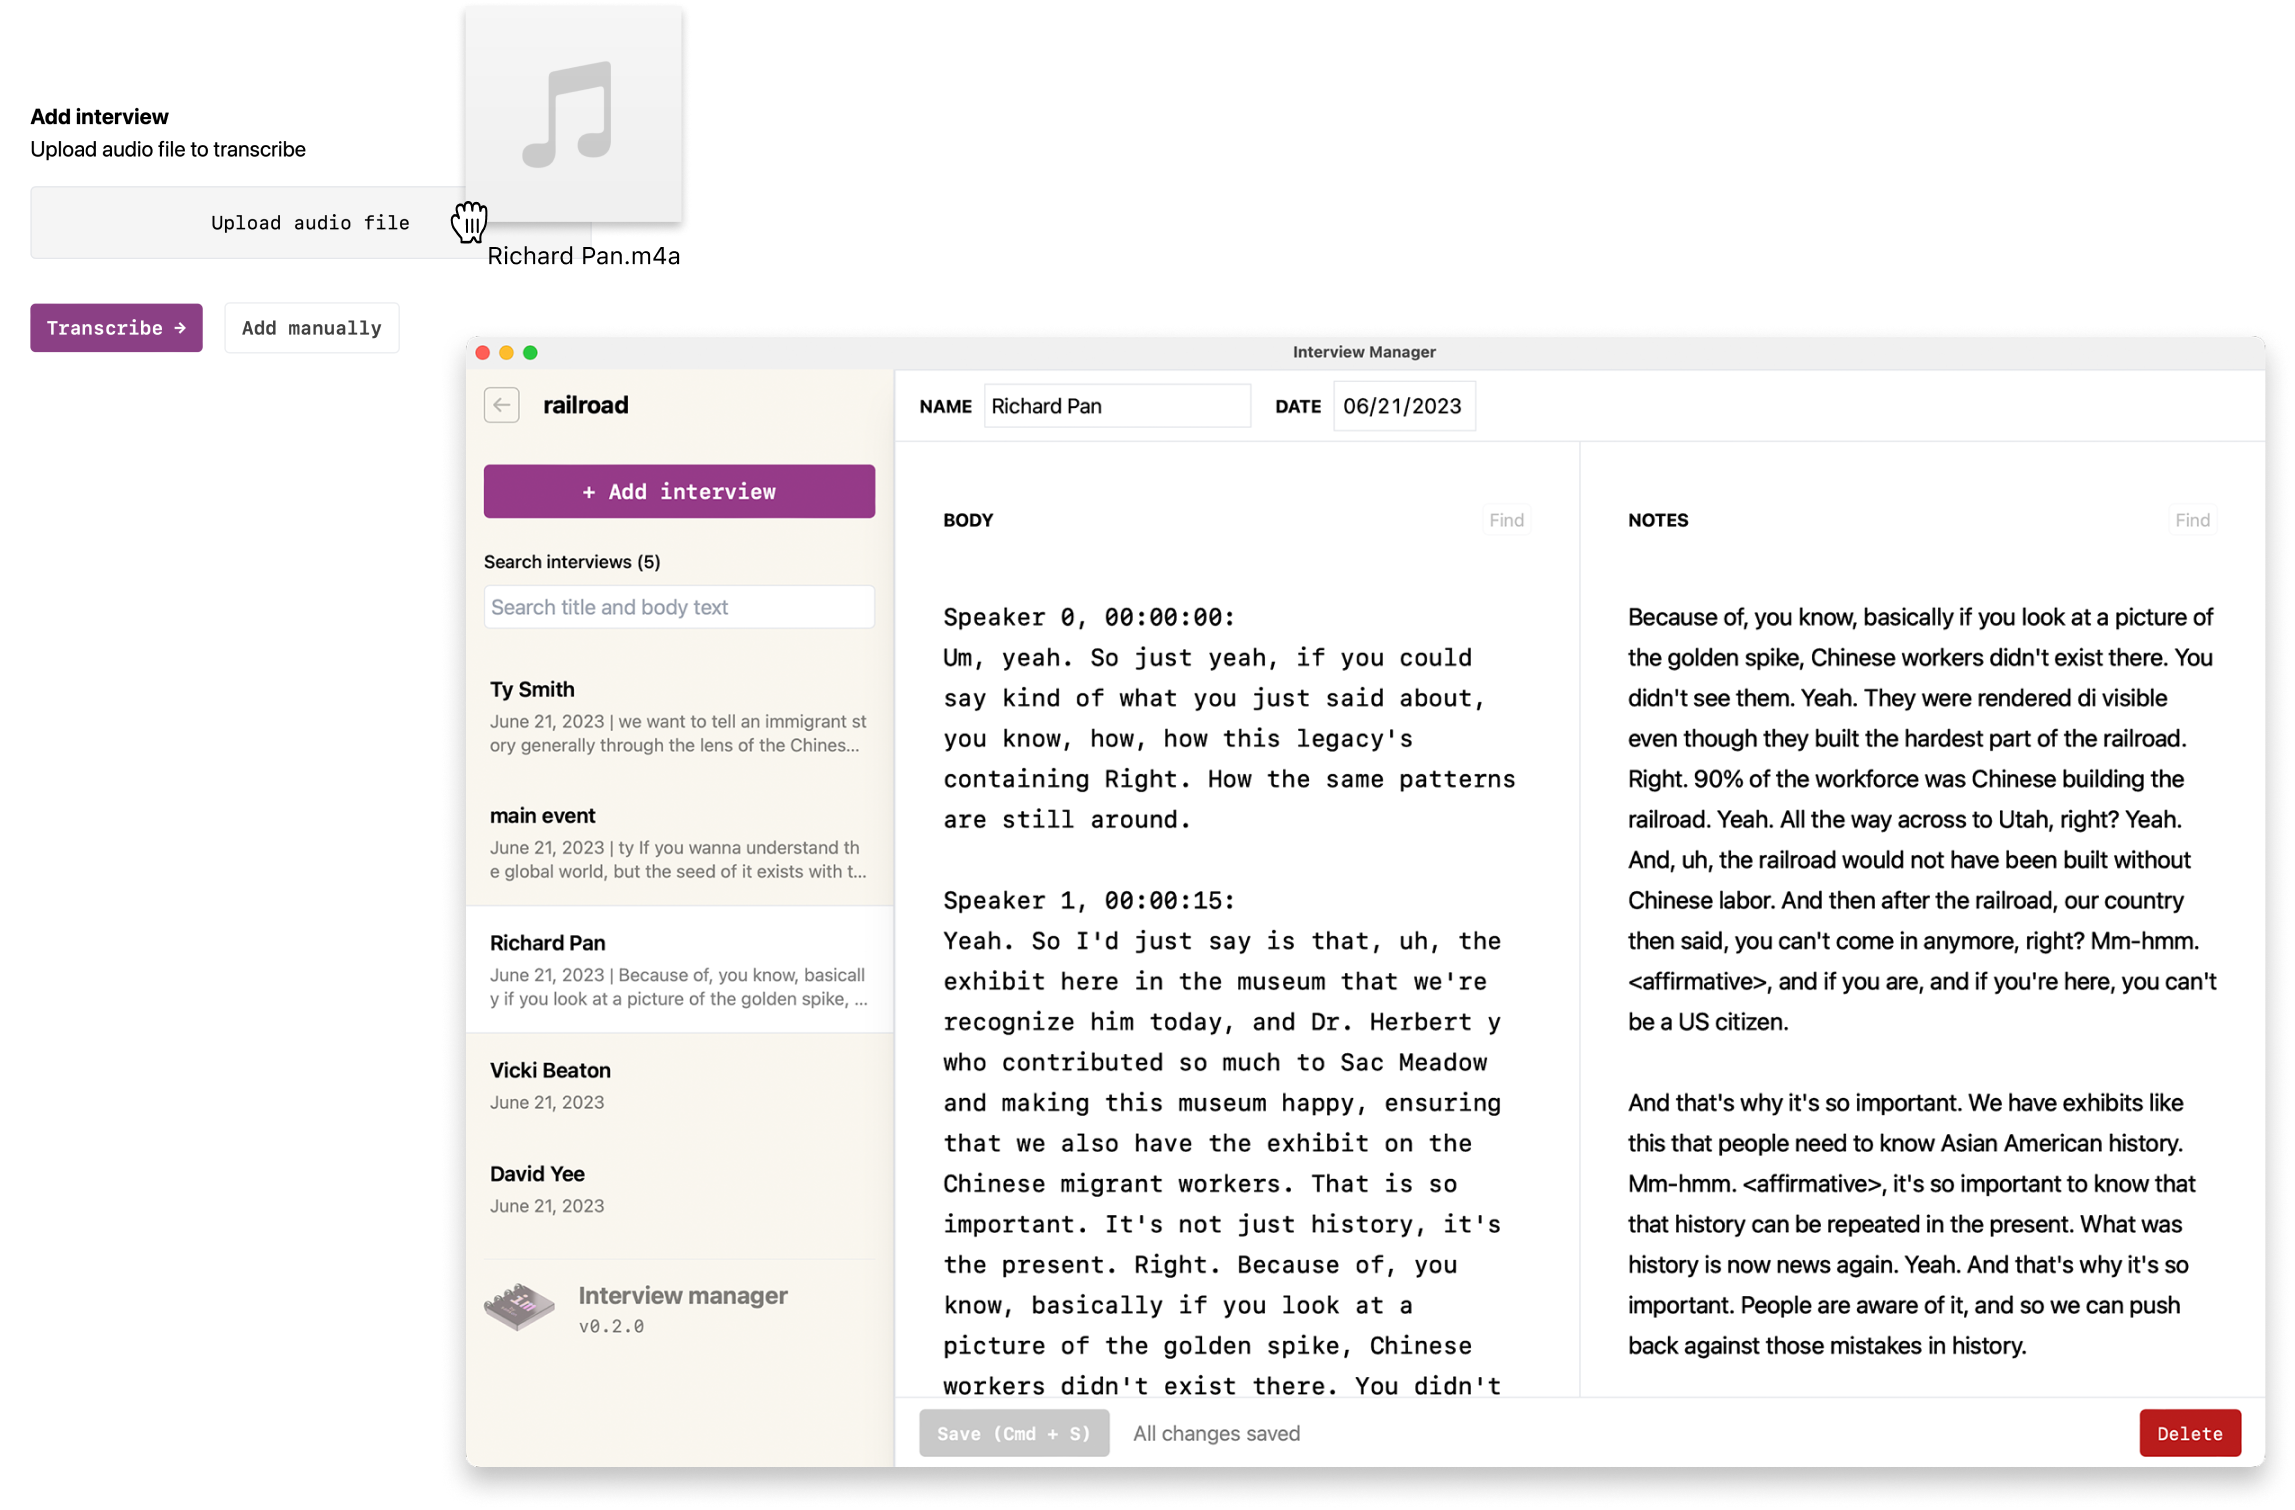 Add interview
Upload audio file to transcribe
Upload audio file
Richard Pan.m4a
Transcribe →
Add manually
Interview Manager
railroad
+ Add interview
Search interviews (5)
Search title and body text
Ty Smith
June 21, 2023 | we want to tell an immigrant st
ory generally through the lens of the Chines...
main event
June 21, 2023 | ty If you wanna understand th
e global world, but the seed of it exists with t...
Richard Pan
June 21, 2023 | Because of, you know, basicall
y if you look at a picture of the golden spike, ...
Vicki Beaton
June 21, 2023
David Yee
June 21, 2023
im
Interview manager
v0.2.0
NAME Richard Pan DATE 06/21/2023
BODY Find
Speaker 0, 00:00:00:
Um, yeah. So just yeah, if you could
say kind of what you just said about,
you know, how, how this legacy's
containing Right. How the same patterns
are still around.
Speaker 1, 00:00:15:
Yeah. So I'd just say is that, uh, the
exhibit here in the museum that we're
recognize him today, and Dr. Herbert y
who contributed so much to Sac Meadow
and making this museum happy, ensuring
that we also have the exhibit on the
Chinese migrant workers. That is so
important. It's not just history, it's
the present. Right. Because of, you
know, basically if you look at a
picture of the golden spike, Chinese
workers didn't exist there. You didn't
NOTES Find
Because of, you know, basically if you look at a picture of
the golden spike, Chinese workers didn't exist there. You
didn't see them. Yeah. They were rendered di visible
even though they built the hardest part of the railroad.
Right. 90% of the workforce was Chinese building the
railroad. Yeah. All the way across to Utah, right? Yeah.
And, uh, the railroad would not have been built without
Chinese labor. And then after the railroad, our country
then said, you can't come in anymore, right? Mm-hmm.
<affirmative>, and if you are, and if you're here, you can't
be a US citizen.
And that's why it's so important. We have exhibits like
this that people need to know Asian American history.
Mm-hmm. <affirmative>, it's so important to know that
that history can be repeated in the present. What was
history is now news again. Yeah. And that's why it's so
important. People are aware of it, and so we can push
back against those mistakes in history.
Save (Cmd + S)
All changes saved
Delete